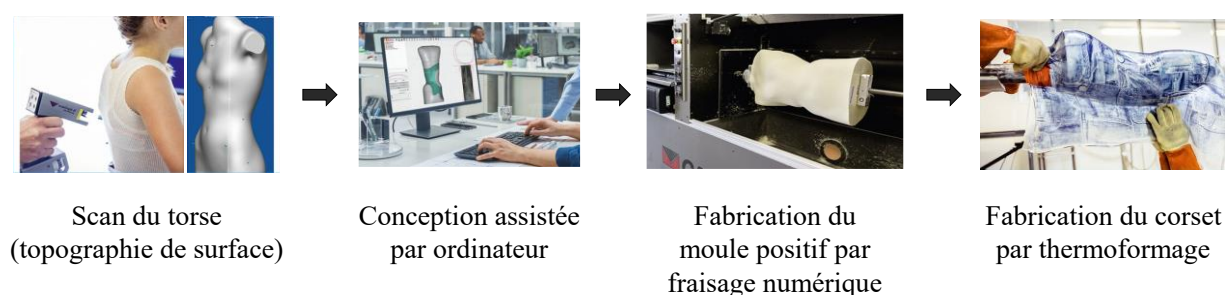 Scan du torse
(topographie de surface)
Conception assistée
par ordinateur
Fabrication du
moule positif par
fraisage numérique
Fabrication du corset
par thermoformage